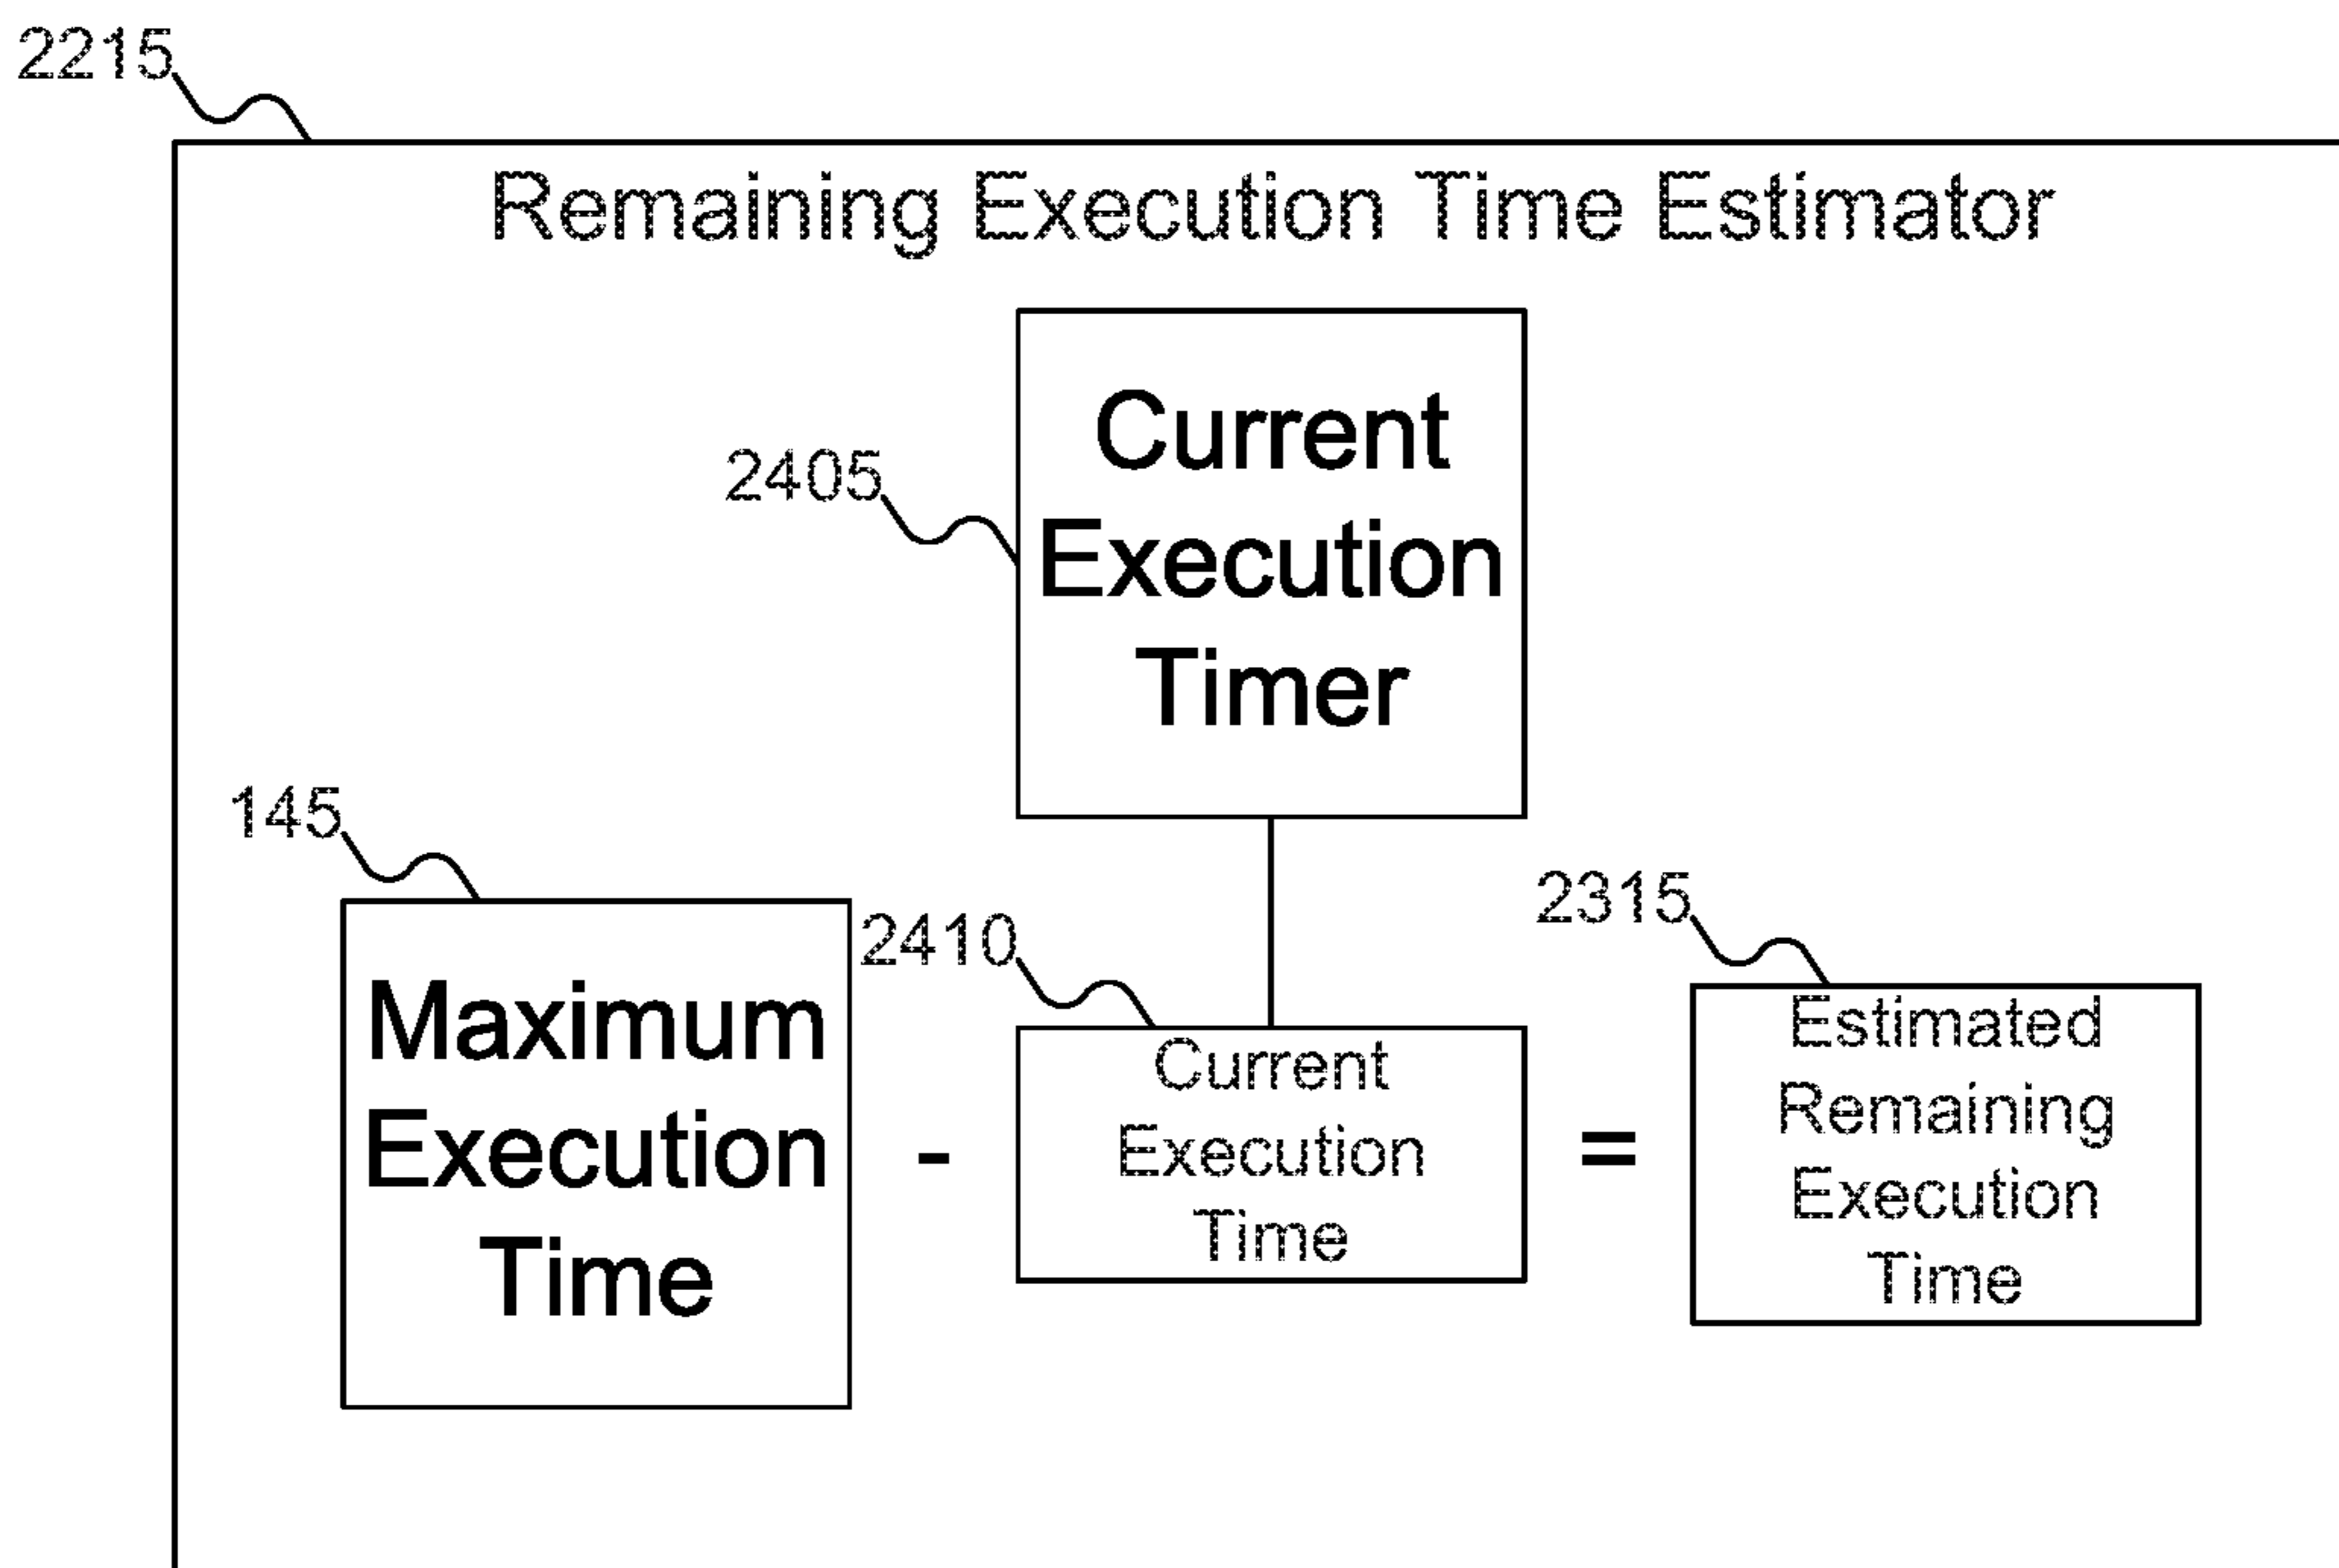 2215
Remaining Execution Time Estimator
2405
Current
Execution
Timer
145
Maximum
Execution
Time
-
2410
Current
Execution
Time
=
2315
Estimated
Remaining
Execution
Time